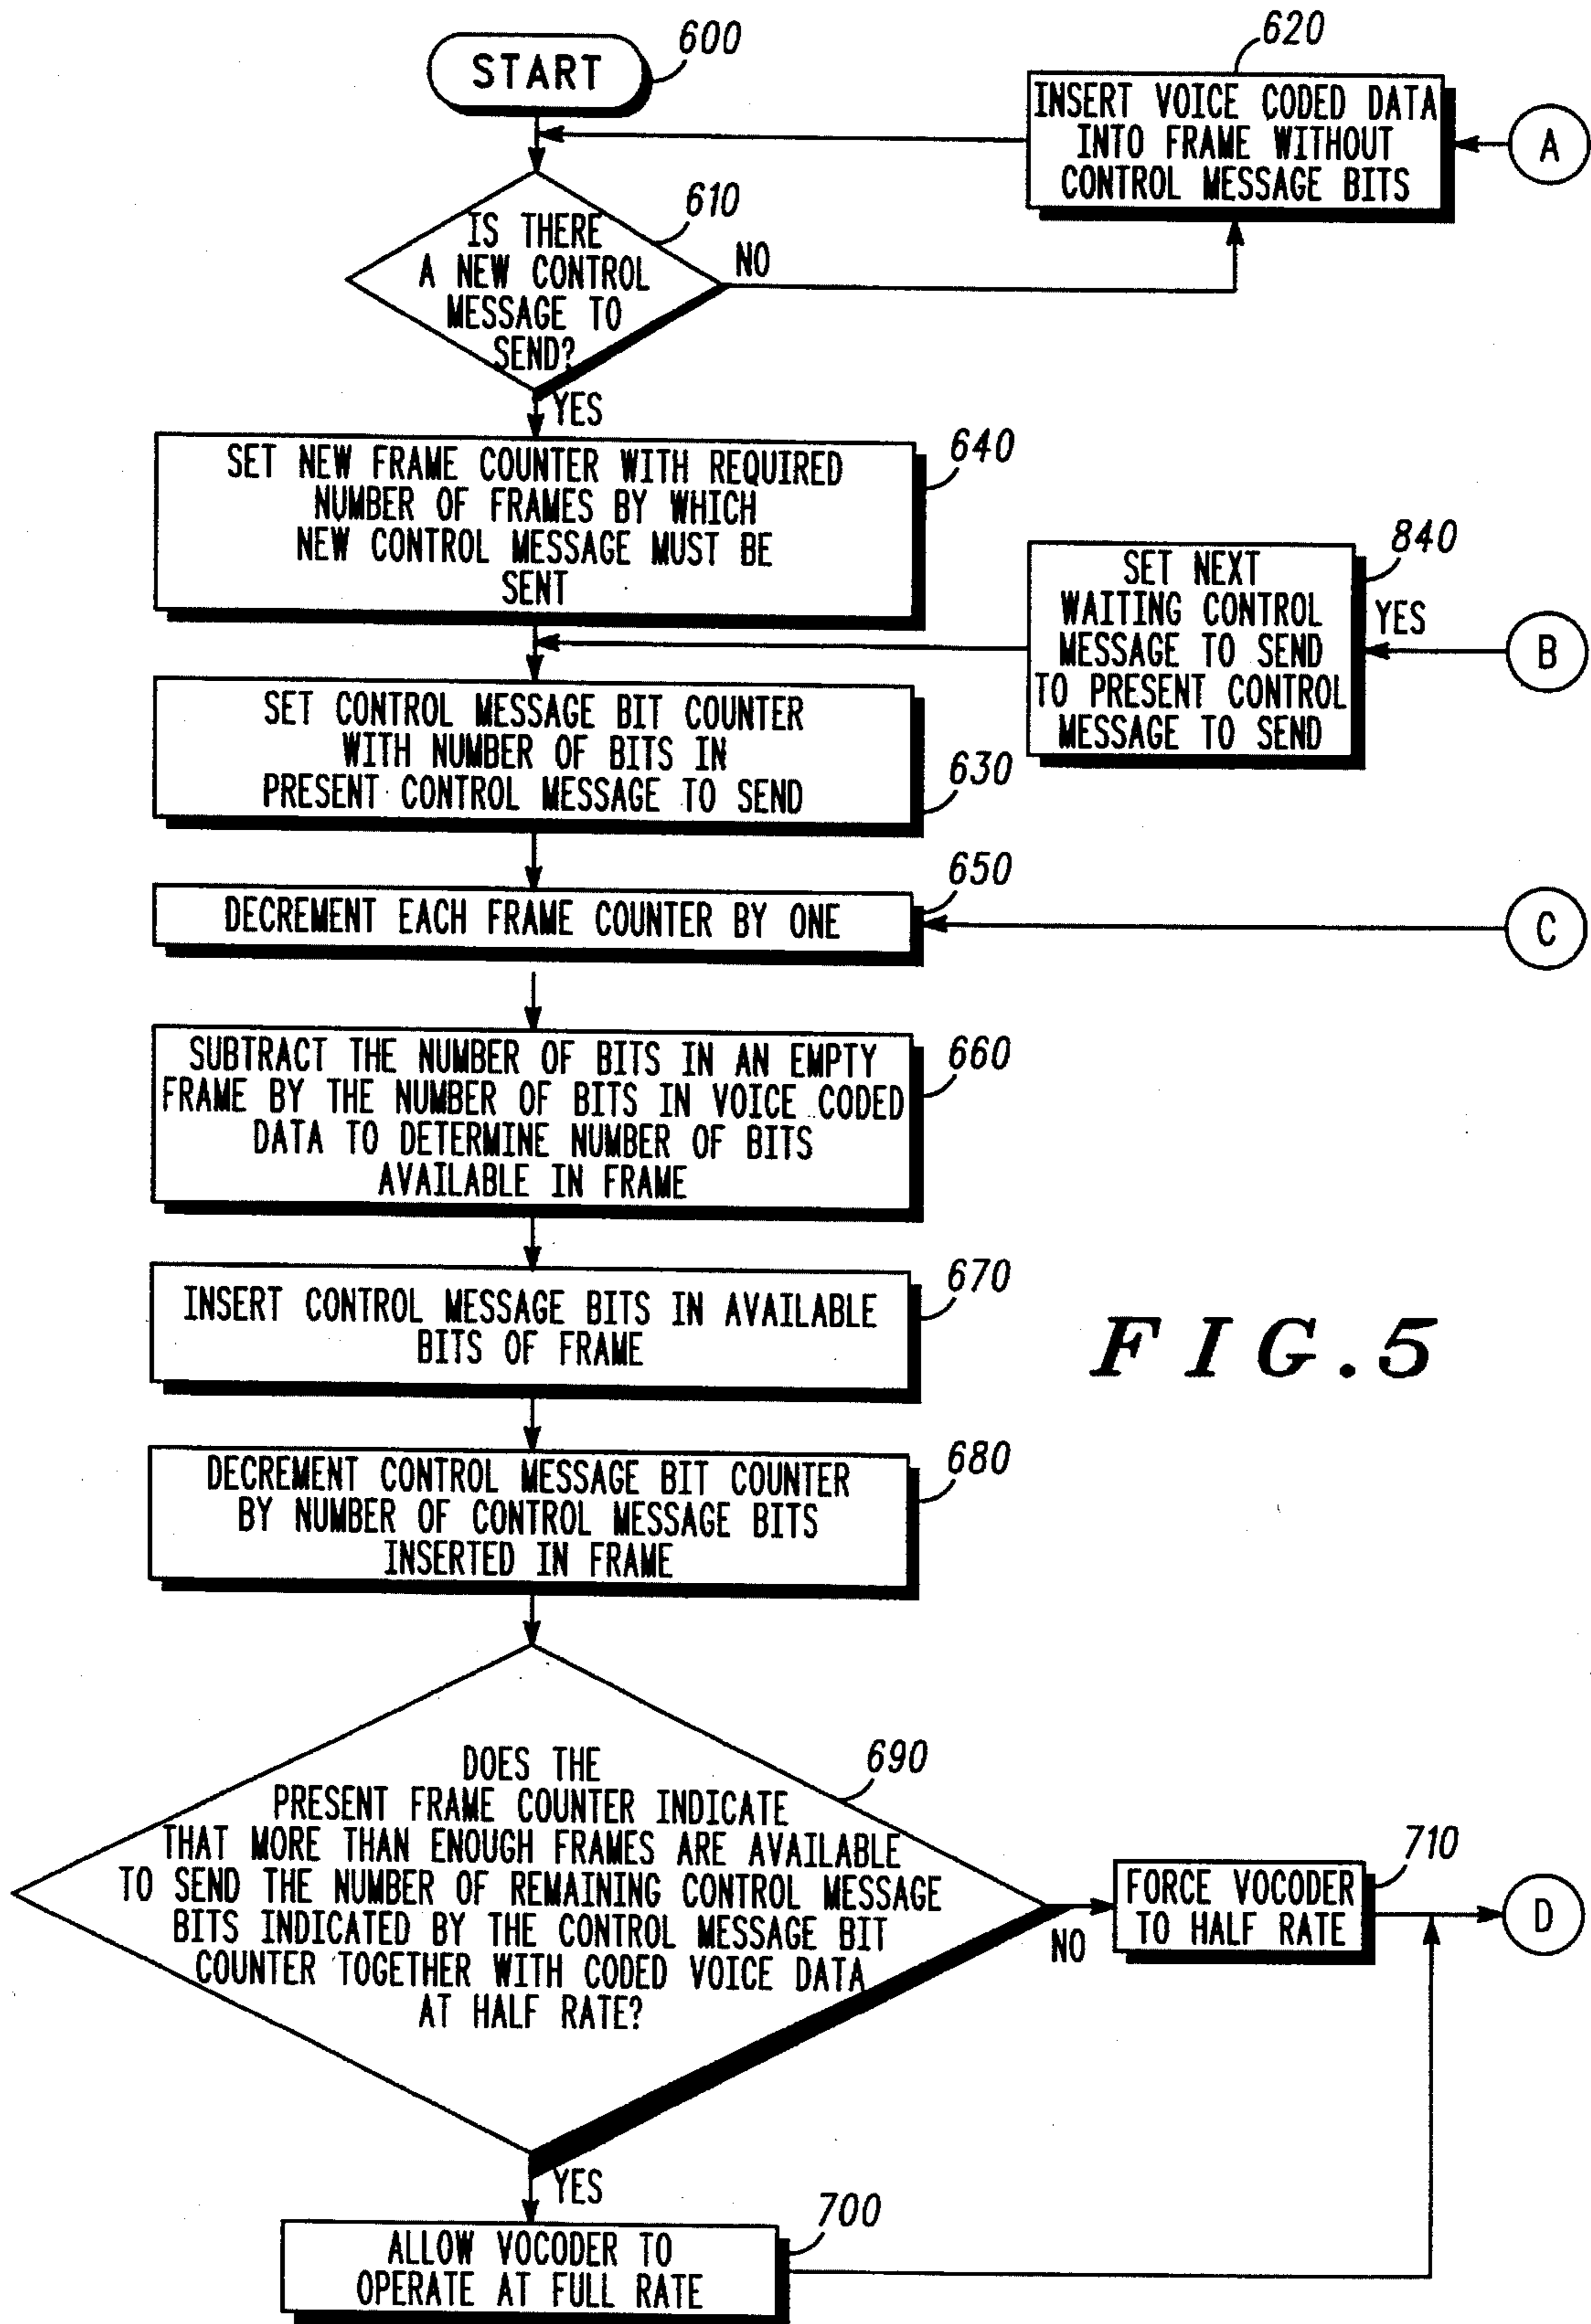 START
600
620
INSERT VOICE CODED DATA
INTO FRAME WITHOUT
CONTROL MESSAGE BITS
A
610
IS THERE
A NEW CONTROL
MESSAGE TO
SEND?
NO
YES
SET NEW FRAME COUNTER WITH REQUIRED
NUMBER OF FRAMES BY WHICH
NEW CONTROL MESSAGE MUST BE
SENT
640
840
SET NEXT
WAITING CONTROL
MESSAGE TO SEND
TO PRESENT CONTROL
MESSAGE TO SEND
YES
B
SET CONTROL MESSAGE BIT COUNTER
WITH NUMBER OF BITS IN
PRESENT CONTROL MESSAGE TO SEND
630
650
DECREMENT EACH FRAME COUNTER BY ONE
C
SUBTRACT THE NUMBER OF BITS IN AN EMPTY
FRAME BY THE NUMBER OF BITS IN VOICE CODED
DATA TO DETERMINE NUMBER OF BITS
AVAILABLE IN FRAME
660
INSERT CONTROL MESSAGE BITS IN AVAILABLE
BITS OF FRAME
670
FIG.5
DECREMENT CONTROL MESSAGE BIT COUNTER
BY NUMBER OF CONTROL MESSAGE BITS
INSERTED IN FRAME
680
DOES THE
PRESENT FRAME COUNTER INDICATE
THAT MORE THAN ENOUGH FRAMES ARE AVAILABLE
TO SEND THE NUMBER OF REMAINING CONTROL MESSAGE
BITS INDICATED BY THE CONTROL MESSAGE BIT
COUNTER TOGETHER WITH CODED VOICE DATA
AT HALF RATE?
690
NO
710
FORCE VOCODER
TO HALF RATE
D
YES
700
ALLOW VOCODER TO
OPERATE AT FULL RATE